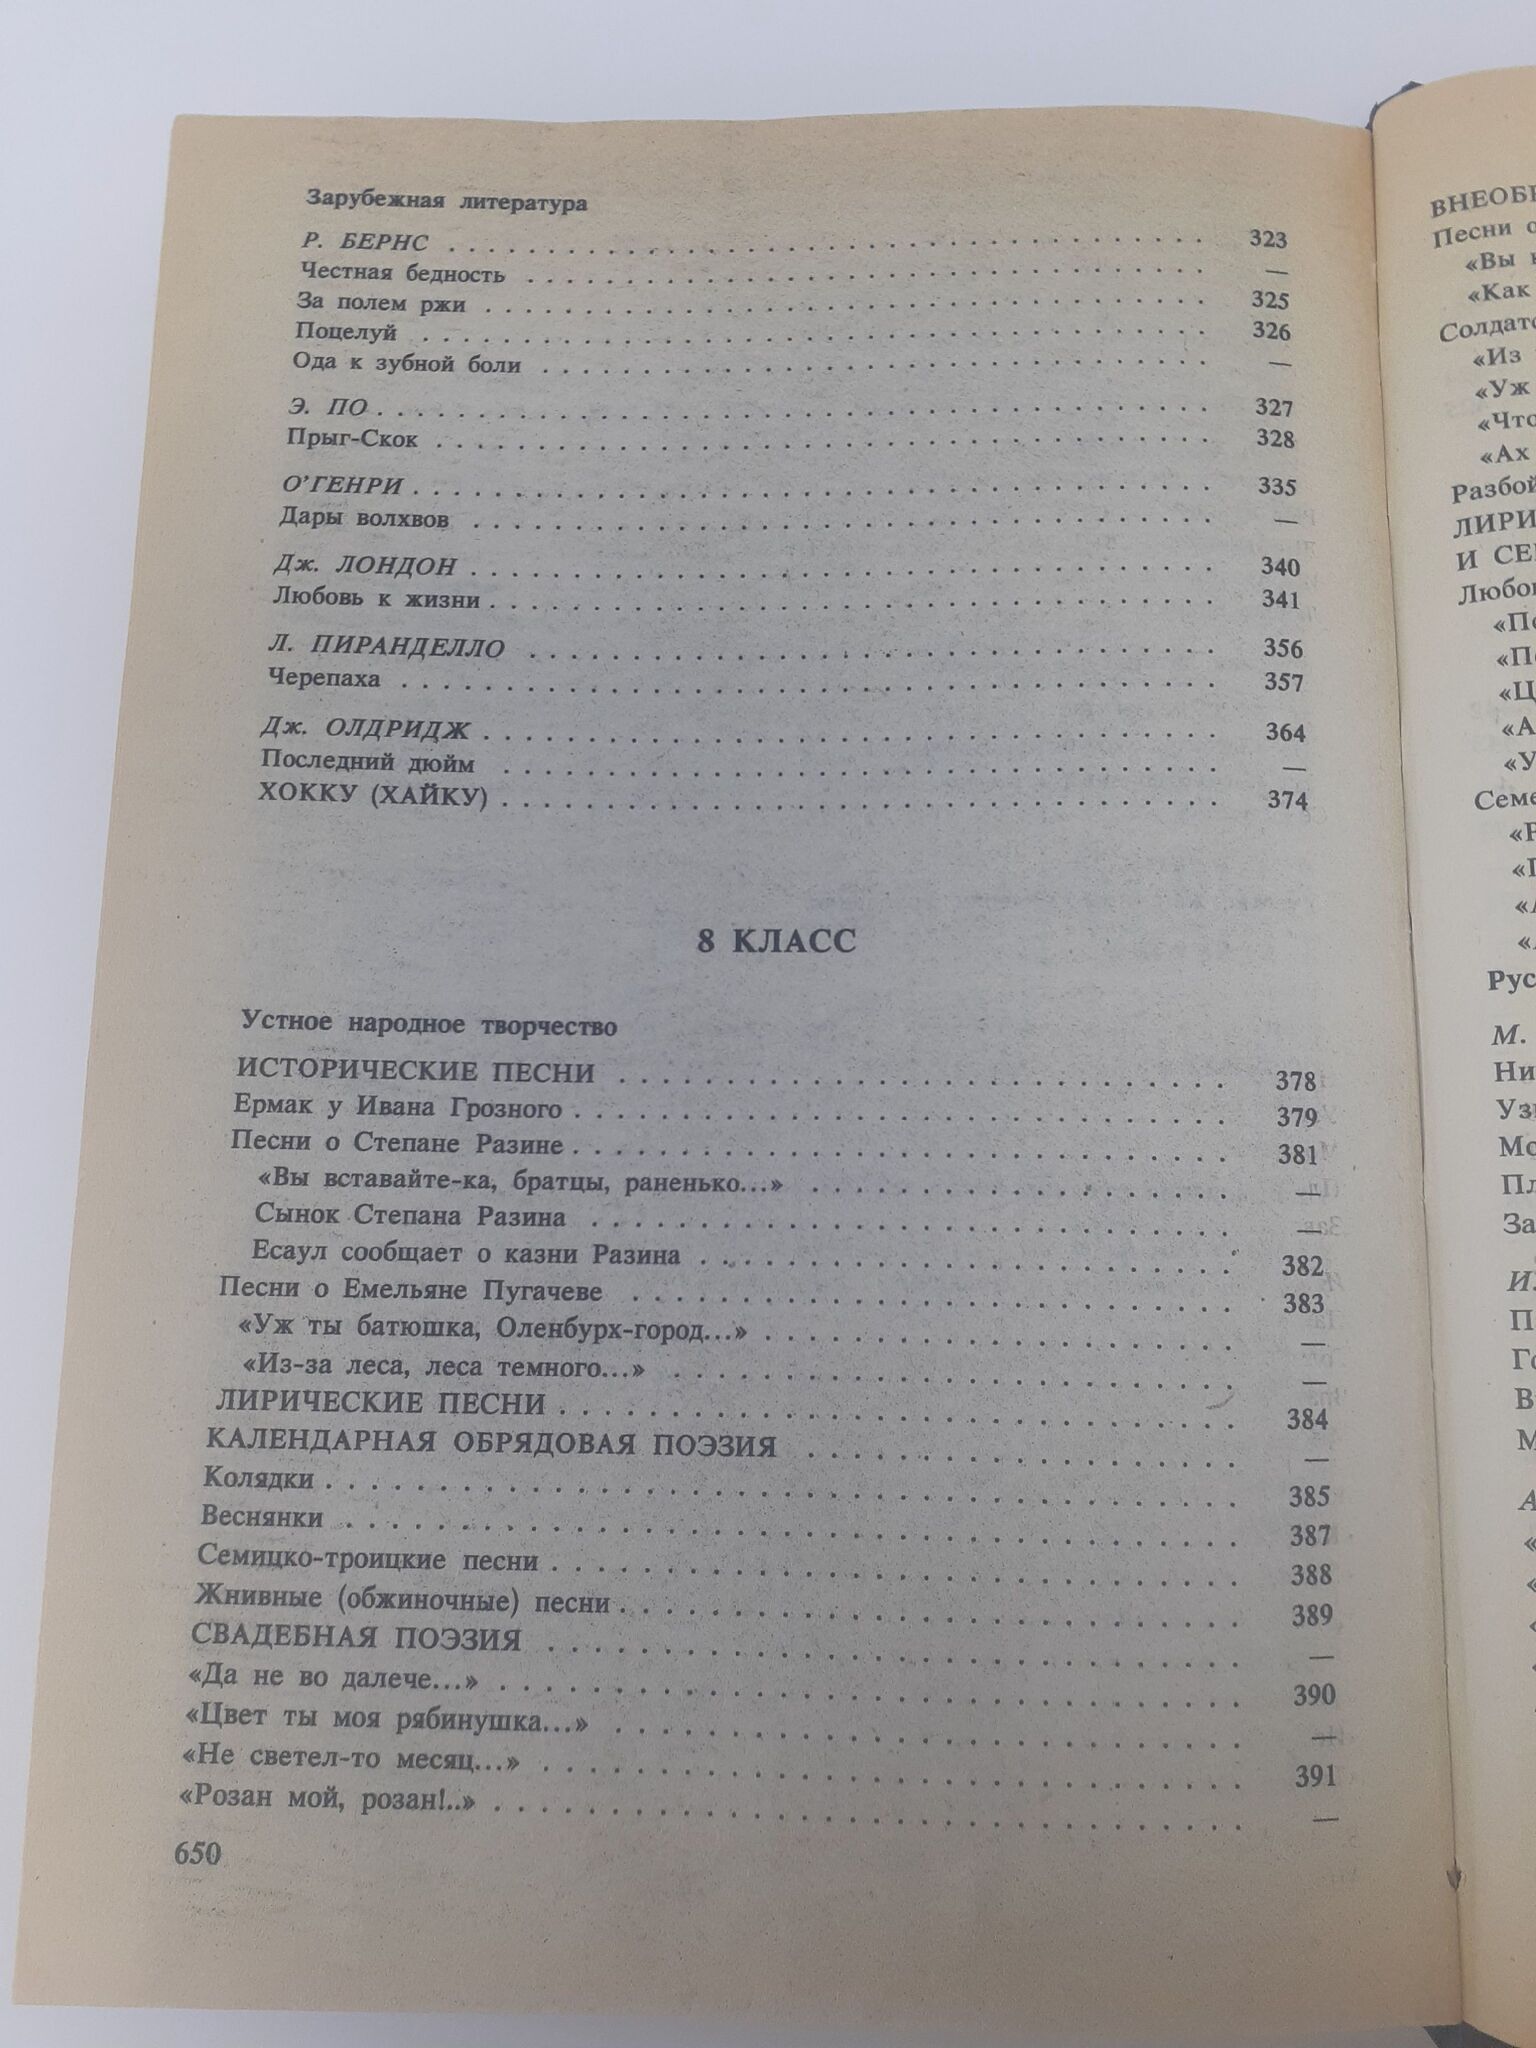 Зарубежная литература
Р. БЕРНС . . . . . . . . . . 323
Честная бедность . . . . . . . . . . —
За полем ржи . . . . . . . . . . 325
Поцелуй . . . . . . . . . . 326
Ода к зубной боли . . . . . . . . . . —
Э. ПО . . . . . . . . . . 327
Прыг-Скок . . . . . . . . . . 328
О'ГЕНРИ . . . . . . . . . . 335
Дары волхвов . . . . . . . . . . —
Дж. ЛОНДОН . . . . . . . . . . 340
Любовь к жизни . . . . . . . . . . 341
Л. ПИРАНДЕЛЛО . . . . . . . . . . 356
Черепаха . . . . . . . . . . 357
Дж. ОЛДРИДЖ . . . . . . . . . . 364
Последний дюйм . . . . . . . . . . —
ХОККУ (ХАЙКУ) . . . . . . . . . . 374
8 КЛАСС
Устное народное творчество
ИСТОРИЧЕСКИЕ ПЕСНИ . . . . . . . . . . 378
Ермак у Ивана Грозного . . . . . . . . . . 379
Песни о Степане Разине . . . . . . . . . . 381
«Вы вставайте-ка, братцы, раненько...» . . . . . . . . . . —
Сынок Степана Разина . . . . . . . . . . —
Есаул сообщает о казни Разина . . . . . . . . . . 382
Песни о Емельяне Пугачеве . . . . . . . . . . 383
«Уж ты батюшка, Оленбурх-город...» . . . . . . . . . . —
«Из-за леса, леса темного...» . . . . . . . . . . —
ЛИРИЧЕСКИЕ ПЕСНИ . . . . . . . . . . 384
КАЛЕНДАРНАЯ ОБРЯДОВАЯ ПОЭЗИЯ . . . . . . . . . . —
Колядки . . . . . . . . . . 385
Веснянки . . . . . . . . . . 387
Семицко-троицкие песни . . . . . . . . . . 388
Жнивные (обжиночные) песни . . . . . . . . . . 389
СВАДЕБНАЯ ПОЭЗИЯ . . . . . . . . . . —
«Да не во далече...» . . . . . . . . . . 390
«Цвет ты моя рябинушка...» . . . . . . . . . . —
«Не светел-то месяц...» . . . . . . . . . . 391
«Розан мой, розан!..» . . . . . . . . . . —
650
Песни
«Вы
«Как
«Из
«Уж
«Ах
И
М.